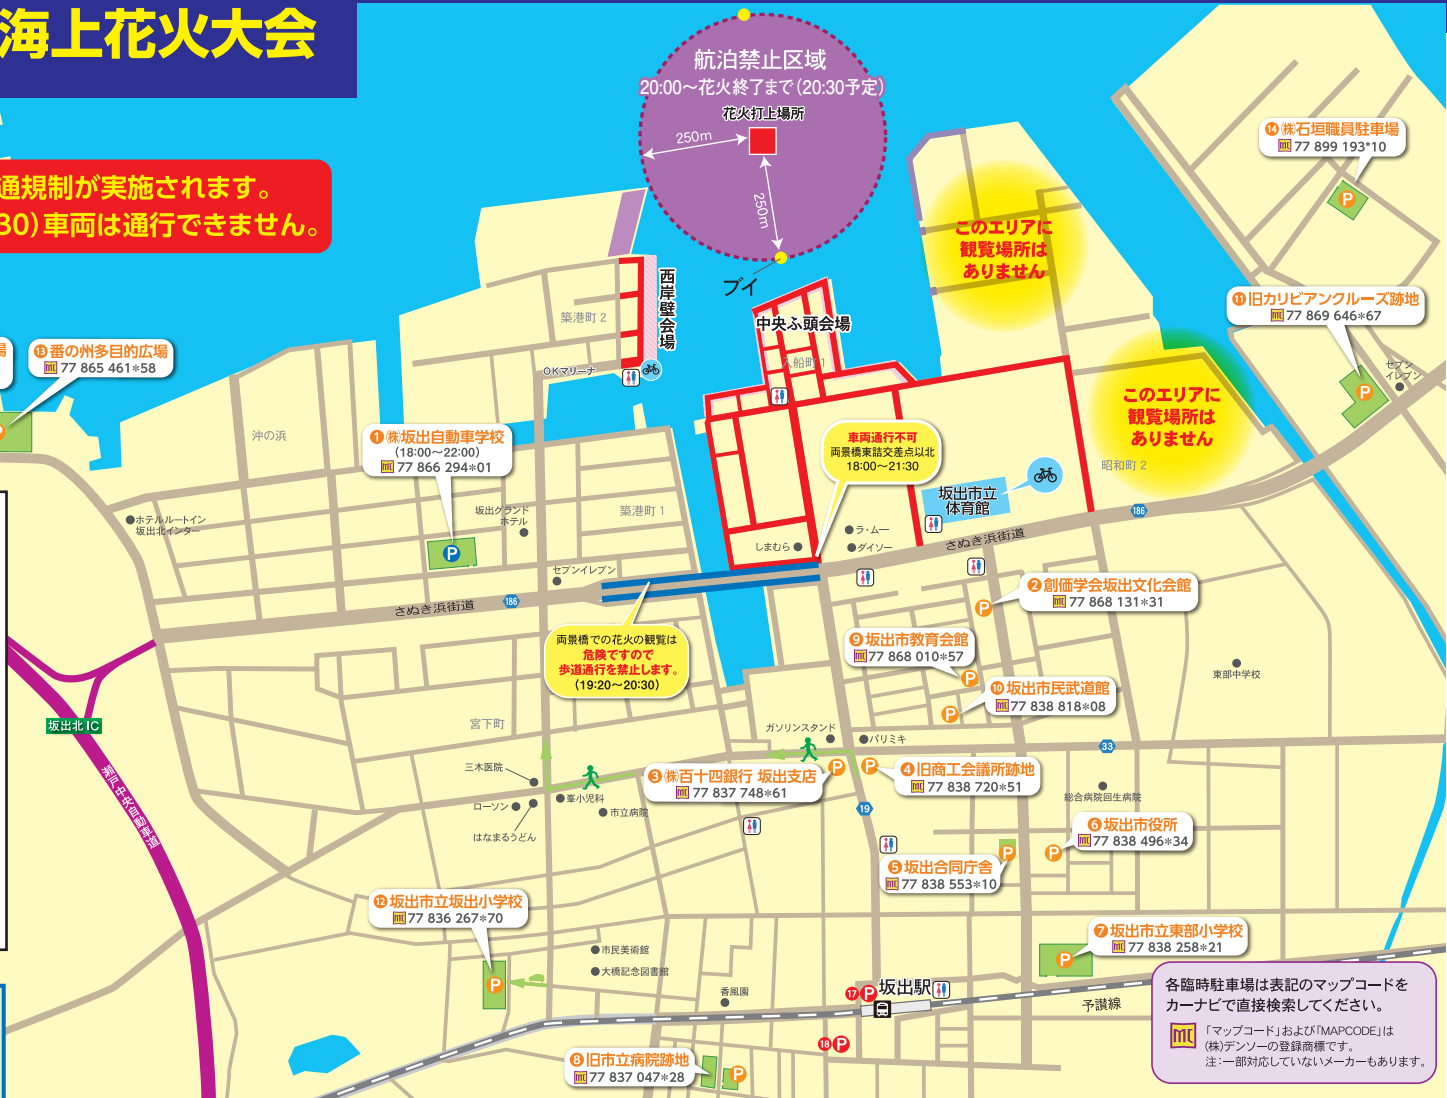 海上花火大会
通規制が実施されます。
30)車両は通行できません。
航泊禁止区域
20:00〜花火終了まで(20:30予定)
花火打上場所
250m
250m
ブイ
このエリアに
観覧場所は
ありません
⑭㈱石垣職員駐車場
77 899 193*10
P
⑪旧カリビアンクルーズ跡地
77 869 646*67
P
セブン
イレブン
このエリアに
観覧場所は
ありません
昭和町 2
西岸壁会場
築港町 2
OKマリーナ
中央ふ頭会場
入船町 1
場
⑬番の州多目的広場
77 865 461*58
沖の浜
①㈱坂出自動車学校
(18:00〜22:00)
77 866 294*01
P
車両通行不可
両景橋東詰交差点以北
18:00〜21:30
坂出市立
体育館
ホテルルートイン
坂出北インター
坂出グランド
ホテル
築港町 1
しまむら
ラ・ムー
ダイソー
さぬき浜街道
186
セブンイレブン
さぬき浜街道
186
両景橋での花火の観覧は
危険ですので
歩道通行を禁止します。
(19:20〜20:30)
②創価学会坂出文化会館
77 868 131*31
P
⑨坂出市教育会館
77 868 010*57
P
⑩坂出市民武道館
77 838 818*08
P
東部中学校
坂出北 IC
瀬戸中央自動車道
宮下町
ガソリンスタンド
パリミキ
33
三木医院
ローソン
はなまるうどん
峯小児科
市立病院
③㈱百十四銀行 坂出支店
77 837 748*61
P
④旧商工会議所跡地
77 838 720*51
P
19
総合病院回生病院
⑥坂出市役所
77 838 496*34
P
⑤坂出合同庁舎
77 838 553*10
P
⑫坂出市立坂出小学校
77 836 267*70
P
市民美術館
大橋記念図書館
香風園
⑦坂出市立東部小学校
77 838 258*21
P
17 P
坂出駅
18 P
予讃線
⑧旧市立病院跡地
77 837 047*28
P
各臨時駐車場は表記のマップコードを
カーナビで直接検索してください。
「マップコード」および「MAPCODE」は
(株)デンソーの登録商標です。
注:一部対応していないメーカーもあります。